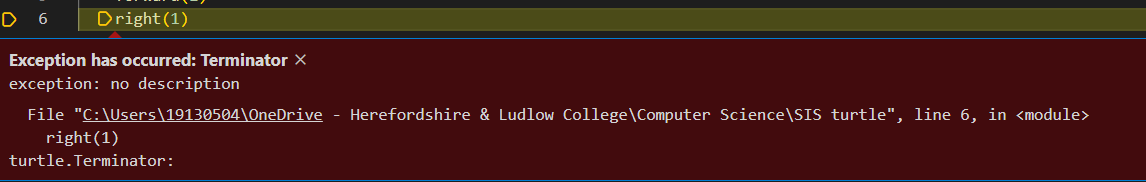 6 right(1)
Exception has occurred: Terminator ×
exception: no description
File "C:\Users\19130504\OneDrive - Herefordshire & Ludlow College\Computer Science\SIS turtle", line 6, in <module>
right(1)
turtle.Terminator: